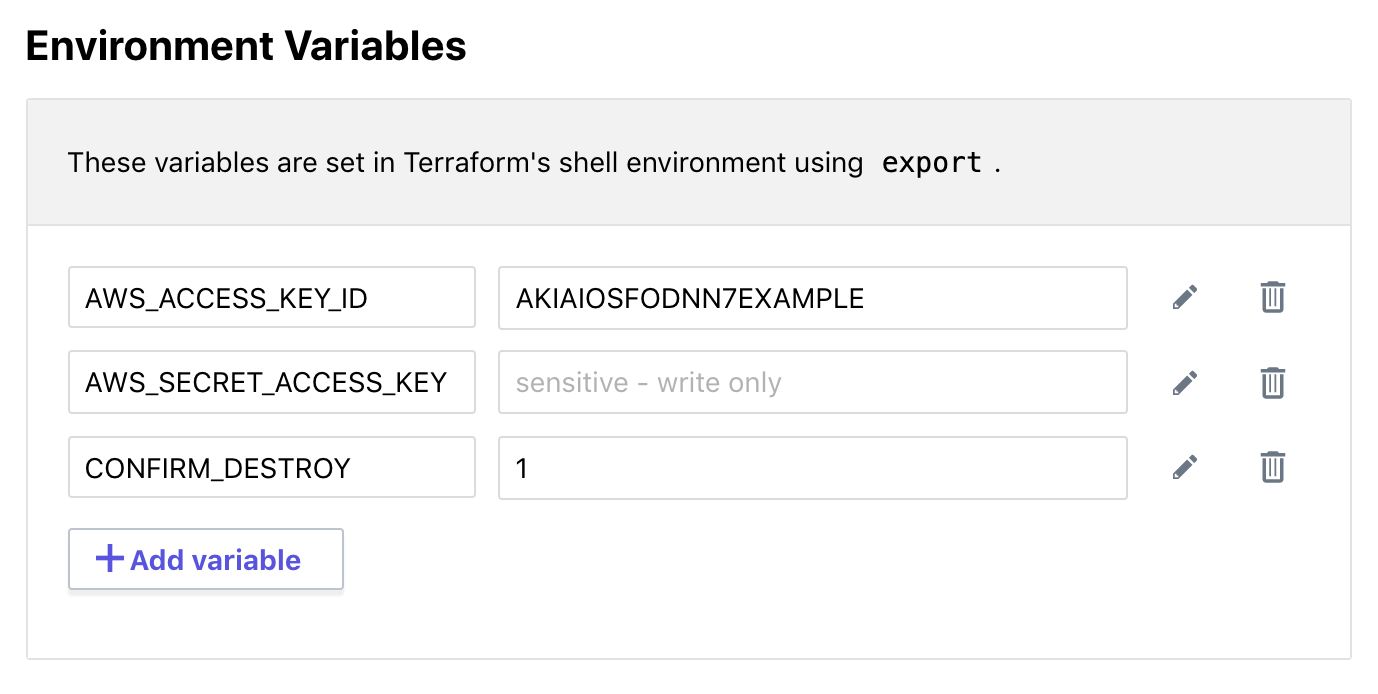 Environment Variables
These variables are set in Terraform's shell environment using export .
AWS_ACCESS_KEY_ID AKIAIOSFODNN7EXAMPLE
AWS_SECRET_ACCESS_KEY sensitive - write only
CONFIRM_DESTROY 1
+ Add variable